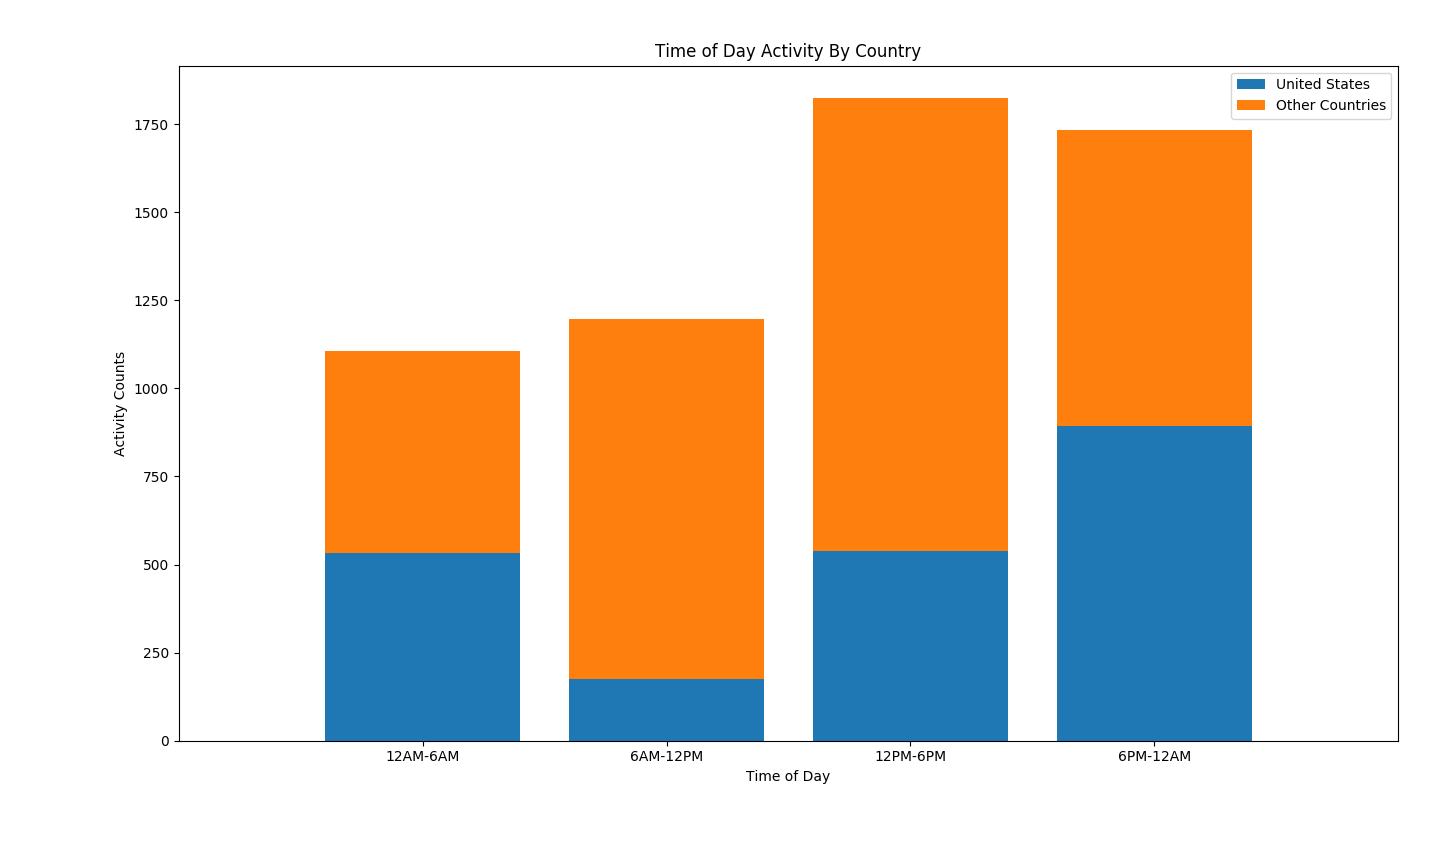 Time of Day Activity By Country
United States
Other Countries
1750
1500
1250
1000
750
500
250
0
Activity Counts
12AM-6AM
6AM-12PM
12PM-6PM
6PM-12AM
Time of Day